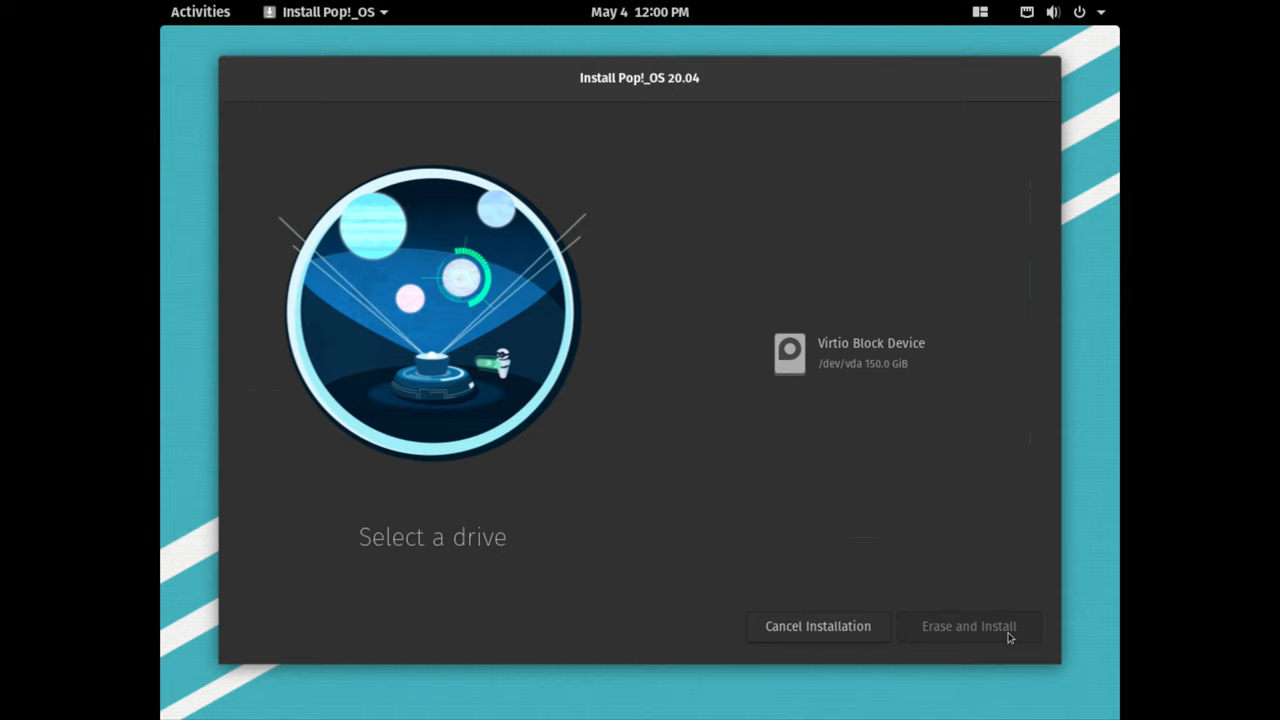 Activities
Install Pop!_OS
May 4 12:00 PM
Install Pop!_OS 20.04
Virtio Block Device
/dev/vda 150.0 GiB
Select a drive
Cancel Installation
Erase and Install